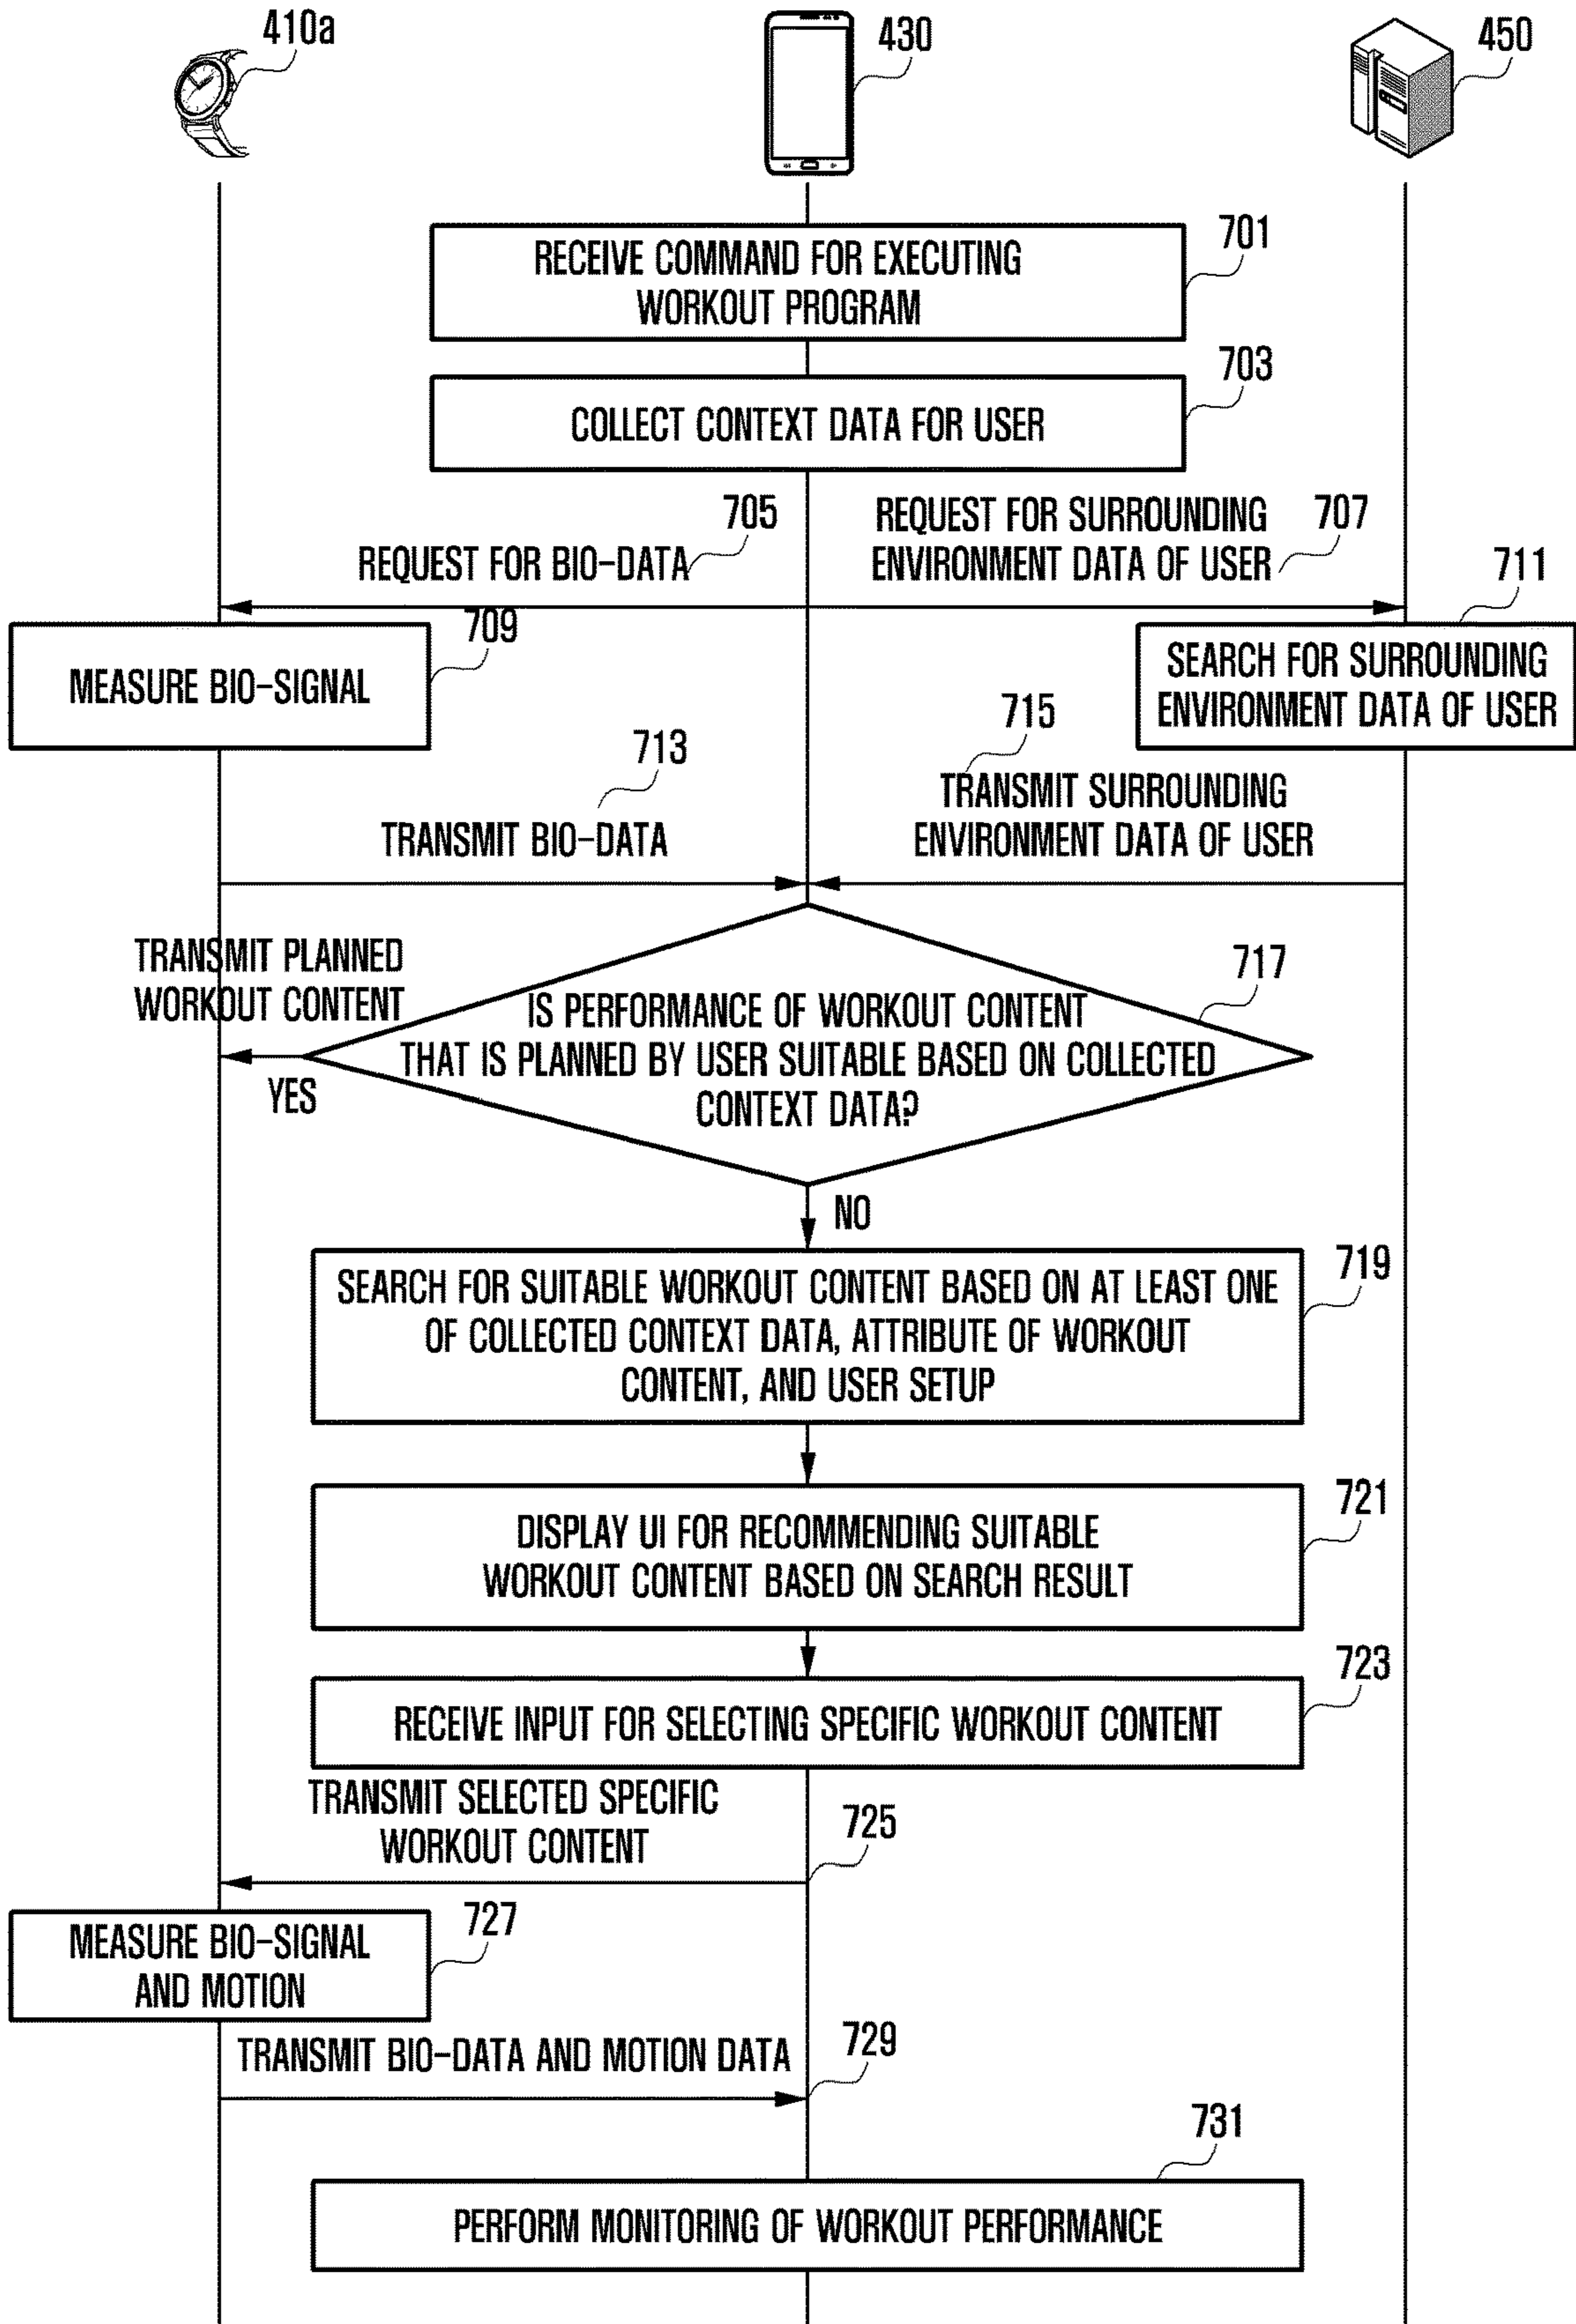 410a
430
450
701
RECEIVE COMMAND FOR EXECUTING
WORKOUT PROGRAM
703
COLLECT CONTEXT DATA FOR USER
705
REQUEST FOR BIO-DATA
REQUEST FOR SURROUNDING
ENVIRONMENT DATA OF USER
707
709
MEASURE BIO-SIGNAL
711
SEARCH FOR SURROUNDING
ENVIRONMENT DATA OF USER
713
TRANSMIT BIO-DATA
715
TRANSMIT SURROUNDING
ENVIRONMENT DATA OF USER
TRANSMIT PLANNED
WORKOUT CONTENT
717
IS PERFORMANCE OF WORKOUT CONTENT
THAT IS PLANNED BY USER SUITABLE BASED ON COLLECTED
CONTEXT DATA?
YES
NO
719
SEARCH FOR SUITABLE WORKOUT CONTENT BASED ON AT LEAST ONE
OF COLLECTED CONTEXT DATA, ATTRIBUTE OF WORKOUT
CONTENT, AND USER SETUP
721
DISPLAY UI FOR RECOMMENDING SUITABLE
WORKOUT CONTENT BASED ON SEARCH RESULT
723
RECEIVE INPUT FOR SELECTING SPECIFIC WORKOUT CONTENT
TRANSMIT SELECTED SPECIFIC
WORKOUT CONTENT
725
727
MEASURE BIO-SIGNAL
AND MOTION
TRANSMIT BIO-DATA AND MOTION DATA
729
731
PERFORM MONITORING OF WORKOUT PERFORMANCE